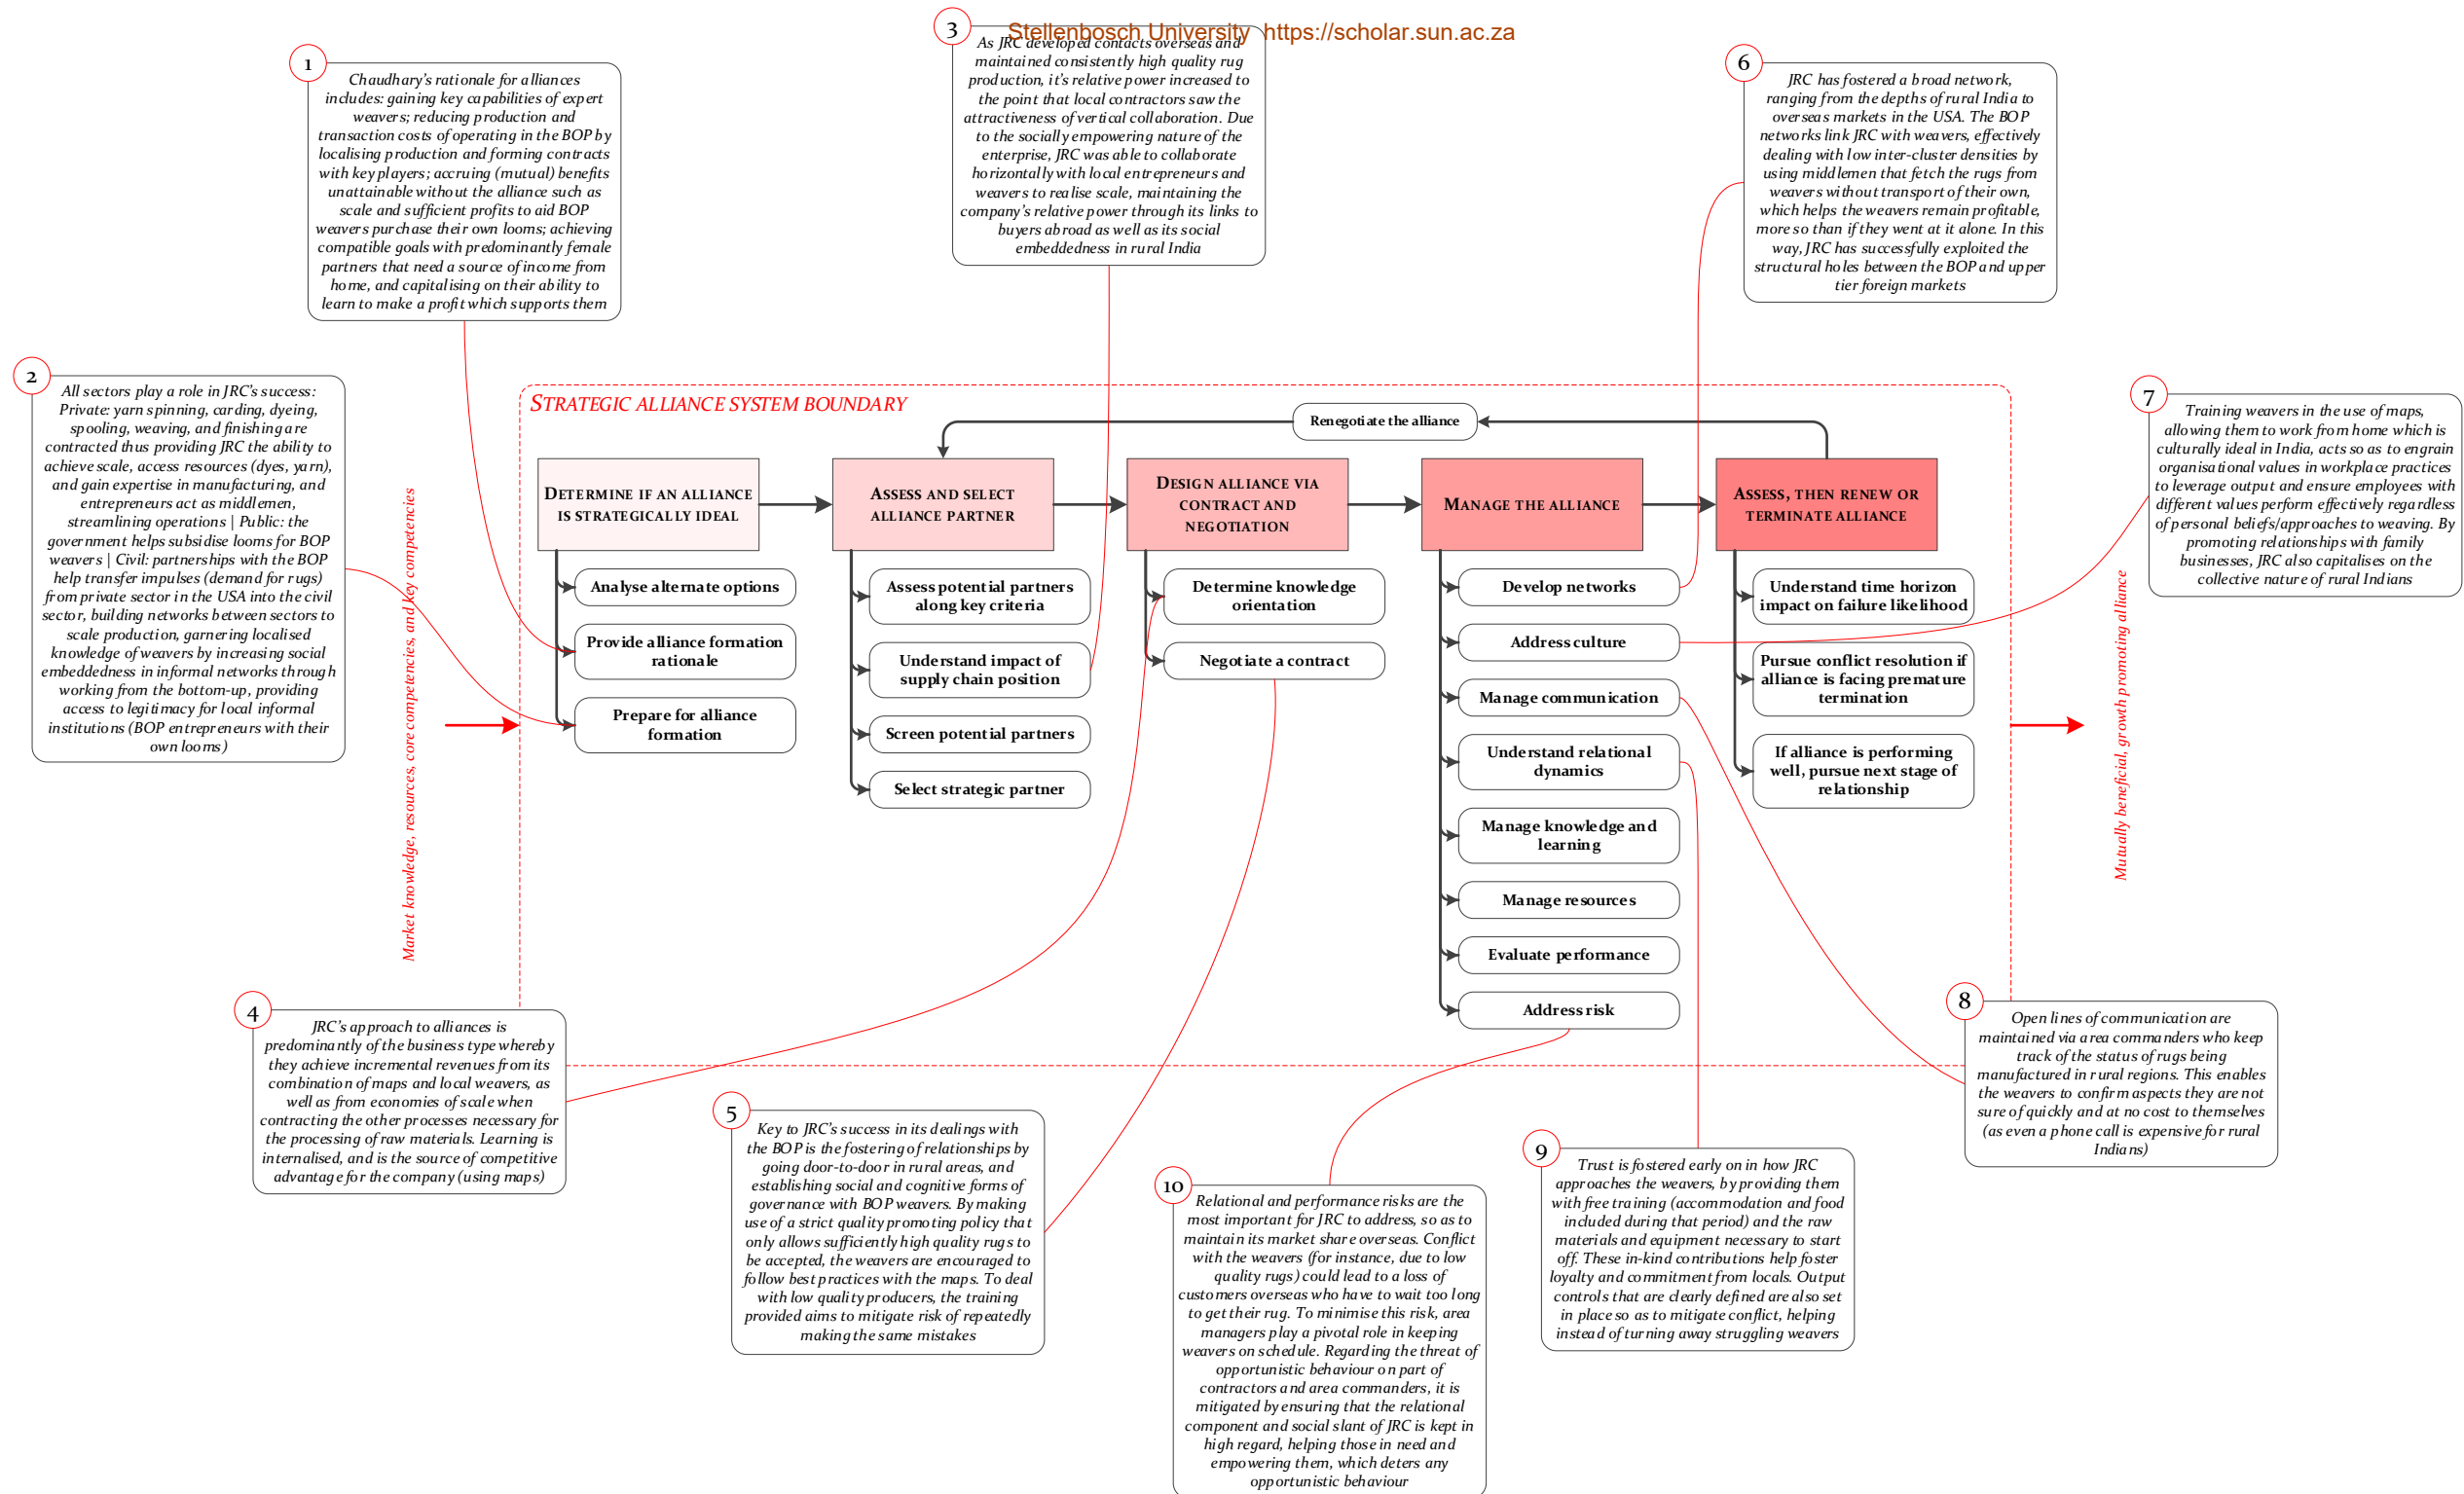 Stellenbosch University  https://scholar.sun.ac.za
1
Chaudhary's rationale for alliances
includes: gaining key capabilities of expert
weavers; reducing production and
transaction costs of operating in the BOP by
localising production and forming contracts
with key players; accruing (mutual) benefits
unattainable without the alliance such as
scale and sufficient profits to aid BOP
weavers purchase their own looms; achieving
compatible goals with predominantly female
partners that need a source of income from
home, and capitalising on their ability to
learn to make a profit which supports them
2
All sectors play a role in JRC's success:
Private: yarn spinning, carding, dyeing,
spooling, weaving, and finishing are
contracted thus providing JRC the ability to
achieve scale, access resources (dyes, yarn),
and gain expertise in manufacturing, and
entrepreneurs act as middlemen,
streamlining operations | Public: the
government helps subsidise looms for BOP
weavers | Civil: partnerships with the BOP
help transfer impulses (demand for rugs)
from private sector in the USA into the civil
sector, building networks between sectors to
scale production, garnering localised
knowledge of weavers by increasing social
embeddedness in informal networks through
working from the bottom-up, providing
access to legitimacy for local informal
institutions (BOP entrepreneurs with their
own looms)
3
As JRC developed contacts overseas and
maintained consistently high quality rug
production, it's relative power increased to
the point that local contractors saw the
attractiveness of vertical collaboration. Due
to the socially empowering nature of the
enterprise, JRC was able to collaborate
horizontally with local entrepreneurs and
weavers to realise scale, maintaining the
company's relative power through its links to
buyers abroad as well as its social
embeddedness in rural India
6
JRC has fostered a broad network,
ranging from the depths of rural India to
overseas markets in the USA. The BOP
networks link JRC with weavers, effectively
dealing with low inter-cluster densities by
using middlemen that fetch the rugs from
weavers without transport of their own,
which helps the weavers remain profitable,
more so than if they went at it alone. In this
way, JRC has successfully exploited the
structural holes between the BOP and upper
tier foreign markets
7
Training weavers in the use of maps,
allowing them to work from home which is
culturally ideal in India, acts so as to engrain
organisational values in workplace practices
to leverage output and ensure employees with
different values perform effectively regardless
of personal beliefs/approaches to weaving. By
promoting relationships with family
businesses, JRC also capitalises on the
collective nature of rural Indians
Market knowledge, resources, core competencies, and key competencies
STRATEGIC ALLIANCE SYSTEM BOUNDARY
Renegotiate the alliance
DETERMINE IF AN ALLIANCE
IS STRATEGICALLY IDEAL
Analyse alternate options
Provide alliance formation
rationale
Prepare for alliance
formation
ASSESS AND SELECT
ALLIANCE PARTNER
Assess potential partners
along key criteria
Understand impact of
supply chain position
Screen potential partners
Select strategic partner
DESIGN ALLIANCE VIA
CONTRACT AND
NEGOTIATION
Determine knowledge
orientation
Negotiate a contract
MANAGE THE ALLIANCE
Develop networks
Address culture
Manage communication
Understand relational
dynamics
Manage knowledge and
learning
Manage resources
Evaluate performance
Address risk
ASSESS, THEN RENEW OR
TERMINATE ALLIANCE
Understand time horizon
impact on failure likelihood
Pursue conflict resolution if
alliance is facing premature
termination
If alliance is performing
well, pursue next stage of
relationship
Mutually beneficial, growth promoting alliance
4
JRC's approach to alliances is
predominantly of the business type whereby
they achieve incremental revenues from its
combination of maps and local weavers, as
well as from economies of scale when
contracting the other processes necessary for
the processing of raw materials. Learning is
internalised, and is the source of competitive
advantage for the company (using maps)
5
Key to JRC's success in its dealings with
the BOP is the fostering of relationships by
going door-to-door in rural areas, and
establishing social and cognitive forms of
governance with BOP weavers. By making
use of a strict quality promoting policy that
only allows sufficiently high quality rugs to
be accepted, the weavers are encouraged to
follow best practices with the maps. To deal
with low quality producers, the training
provided aims to mitigate risk of repeatedly
making the same mistakes
10
Relational and performance risks are the
most important for JRC to address, so as to
maintain its market share overseas. Conflict
with the weavers (for instance, due to low
quality rugs) could lead to a loss of
customers overseas who have to wait too long
to get their rug. To minimise this risk, area
managers play a pivotal role in keeping
weavers on schedule. Regarding the threat of
opportunistic behaviour on part of
contractors and area commanders, it is
mitigated by ensuring that the relational
component and social slant of JRC is kept in
high regard, helping those in need and
empowering them, which deters any
opportunistic behaviour
9
Trust is fostered early on in how JRC
approaches the weavers, by providing them
with free training (accommodation and food
included during that period) and the raw
materials and equipment necessary to start
off. These in-kind contributions help foster
loyalty and commitment from locals. Output
controls that are clearly defined are also set
in place so as to mitigate conflict, helping
instead of turning away struggling weavers
8
Open lines of communication are
maintained via area commanders who keep
track of the status of rugs being
manufactured in rural regions. This enables
the weavers to confirm aspects they are not
sure of quickly and at no cost to themselves
(as even a phone call is expensive for rural
Indians)